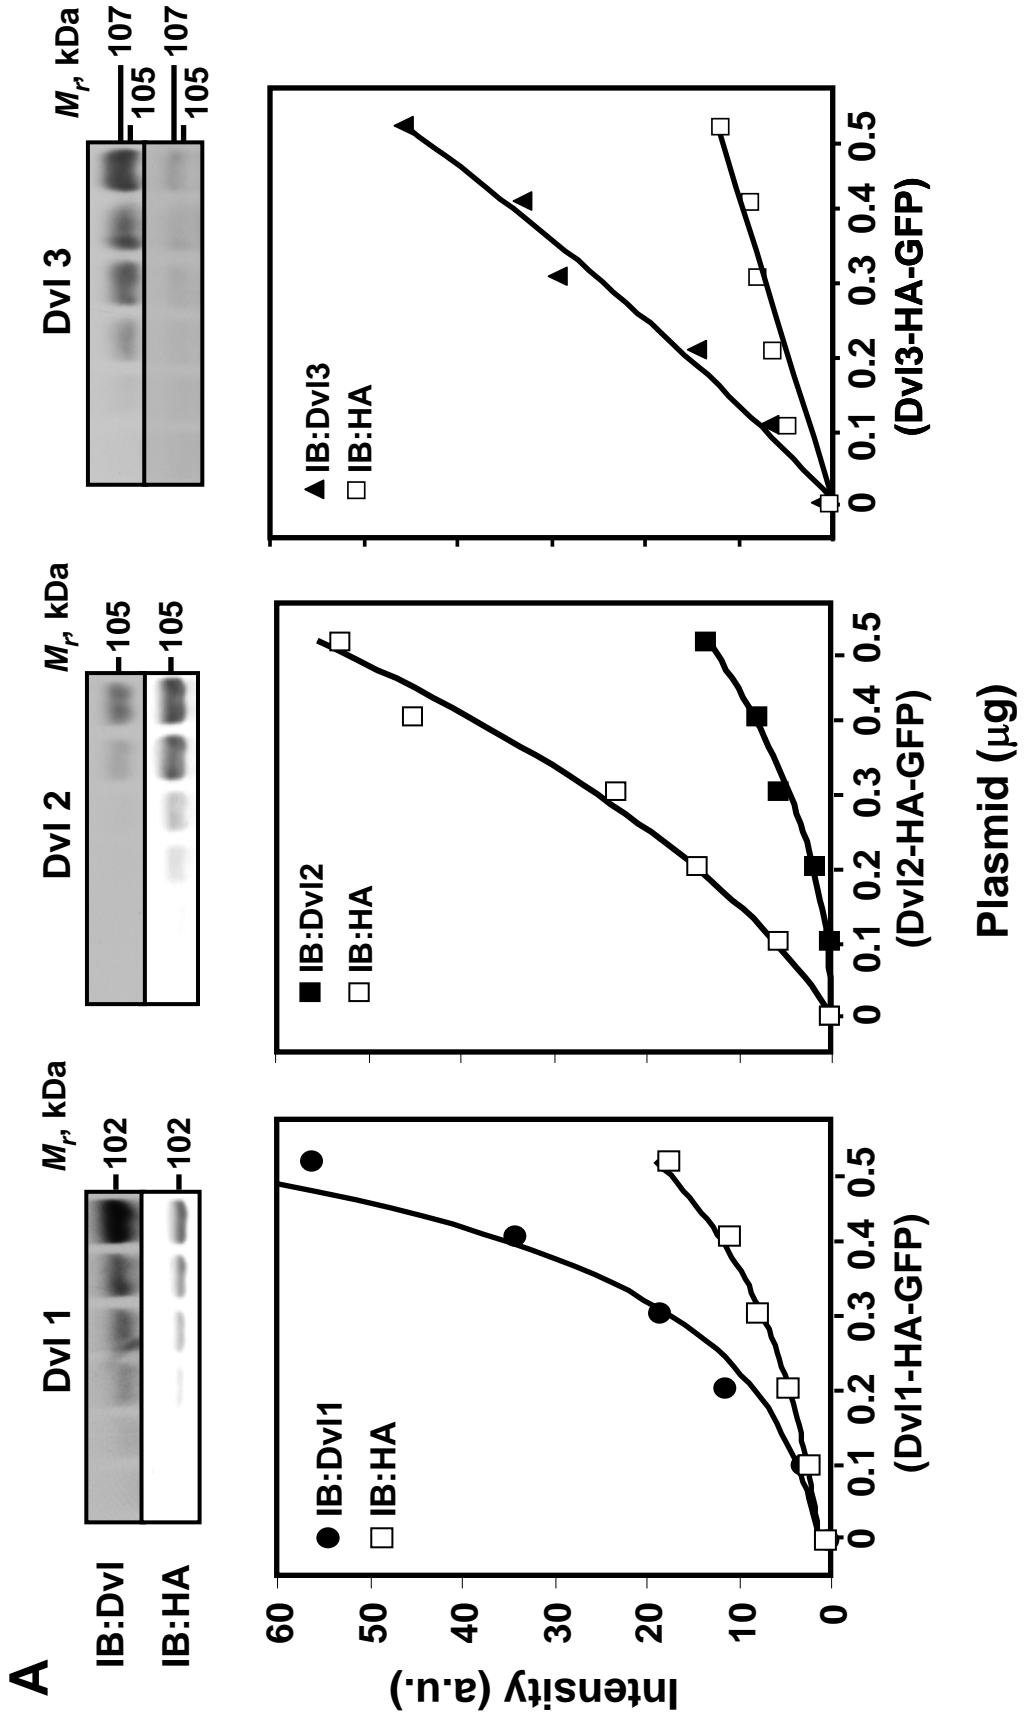 A
Dvl 1
Mr, kDa
Dvl 2
Mr, kDa
Dvl 3
Mr, kDa
IB:Dvl
102
105
107
105
IB:HA
102
105
107
105
Intensity (a.u.)
60
50
40
30
20
10
0
IB:Dvl1
IB:HA
0 0.1 0.2 0.3 0.4 0.5
(Dvl1-HA-GFP)
IB:Dvl2
IB:HA
0 0.1 0.2 0.3 0.4 0.5
(Dvl2-HA-GFP)
IB:Dvl3
IB:HA
0 0.1 0.2 0.3 0.4 0.5
(Dvl3-HA-GFP)
Plasmid (μg)